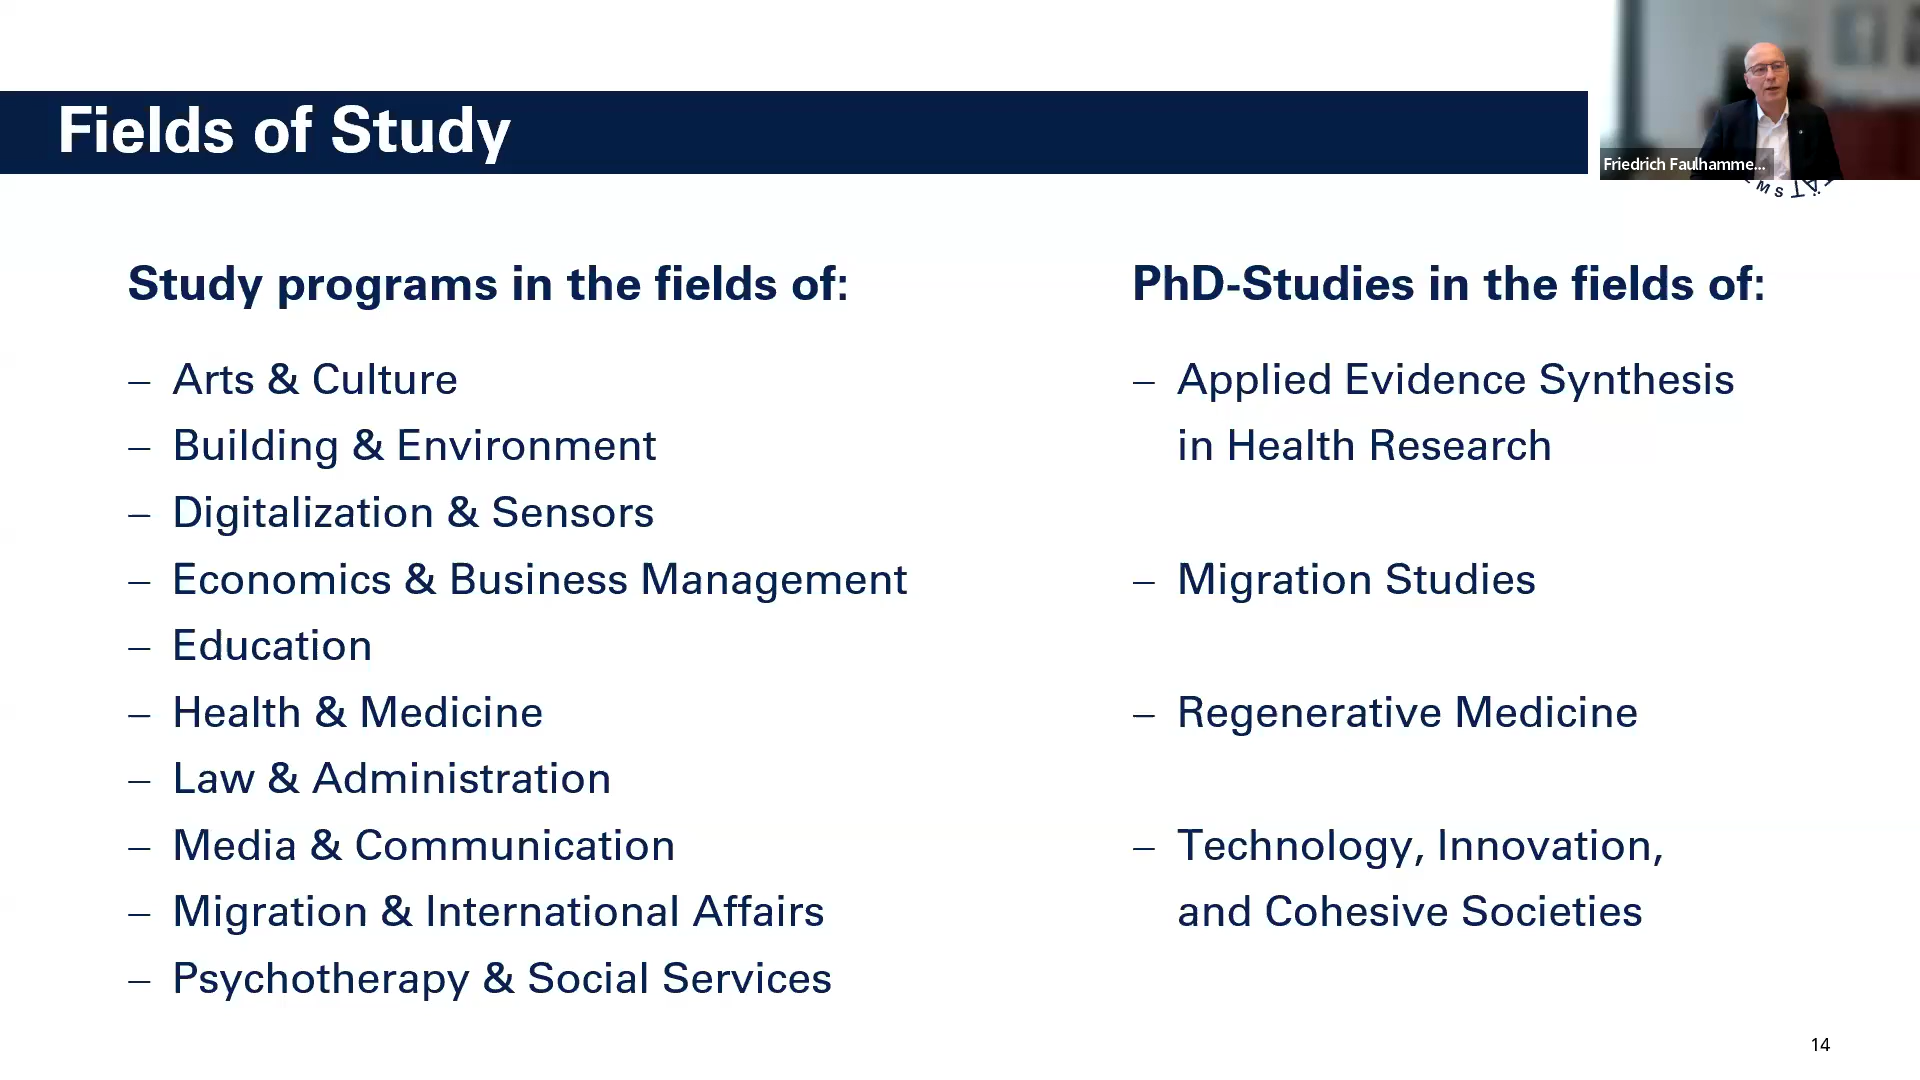 Fields of Study
Friedrich Faulhamme...
Study programs in the fields of:
– Arts & Culture
– Building & Environment
– Digitalization & Sensors
– Economics & Business Management
– Education
– Health & Medicine
– Law & Administration
– Media & Communication
– Migration & International Affairs
– Psychotherapy & Social Services
PhD-Studies in the fields of:
– Applied Evidence Synthesis
in Health Research
– Migration Studies
– Regenerative Medicine
– Technology, Innovation,
and Cohesive Societies
14